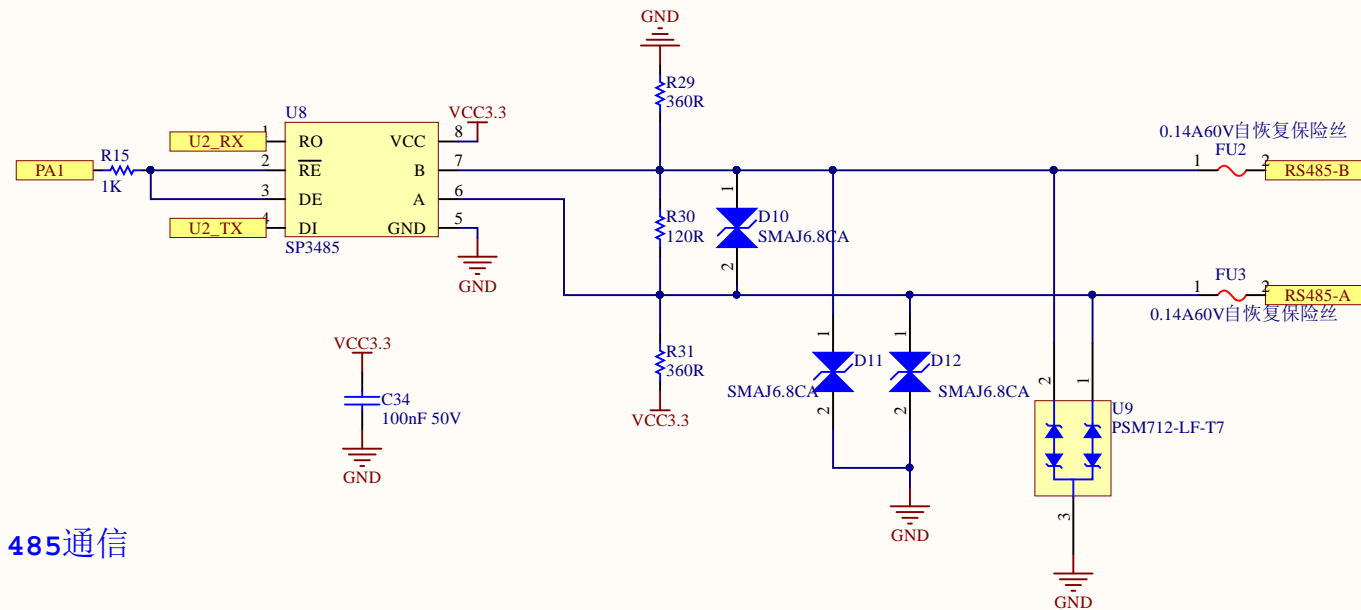 GND
R29
360R
U8
VCC3.3
0.14A60V自恢复保险丝
U2_RX
1
RO
VCC
8
R15
FU2
PA1
1K
2
RE
B
7
1
2
RS485-B
3
DE
A
6
1
R30
120R
D10
SMAJ6.8CA
U2_TX
4
DI
GND
5
SP3485
2
GND
FU3
1
2
RS485-A
0.14A60V自恢复保险丝
VCC3.3
R31
360R
1
1
D11
D12
SMAJ6.8CA
SMAJ6.8CA
2
1
C34
100nF 50V
VCC3.3
2
2
U9
PSM712-LF-T7
GND
3
GND
485通信
GND